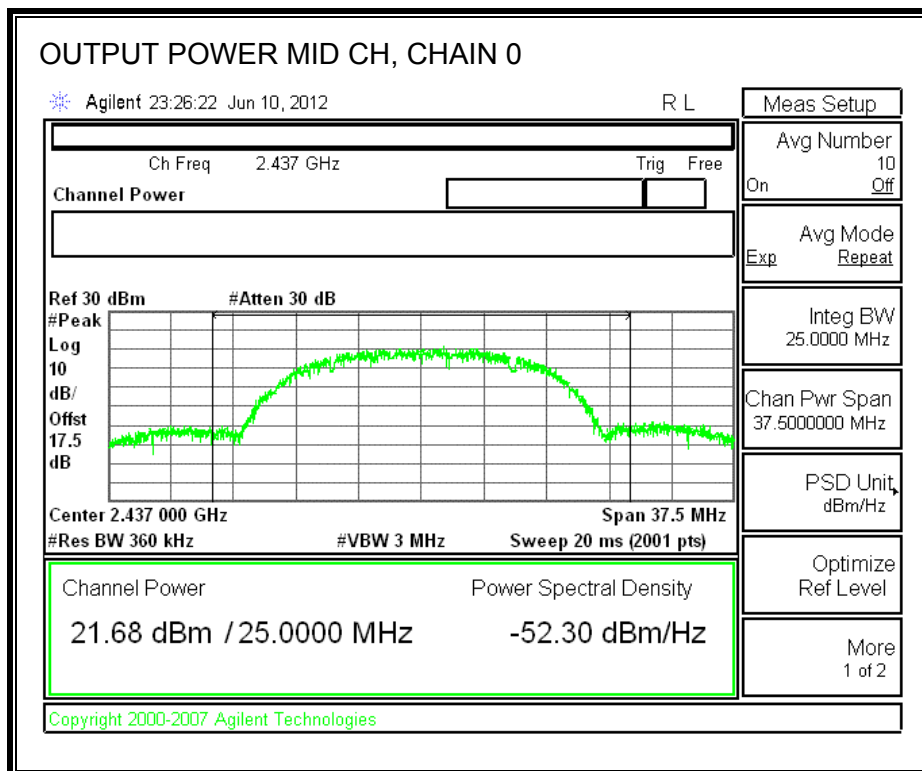 OUTPUT POWER MID CH, CHAIN 0
Agilent 23:26:22 Jun 10, 2012 R L
Ch Freq 2.437 GHz Trig Free
Channel Power
Ref 30 dBm #Atten 30 dB
#Peak
Log
10
dB/
Offst
17.5
dB
Center 2.437 000 GHz Span 37.5 MHz
#Res BW 360 kHz #VBW 3 MHz Sweep 20 ms (2001 pts)
Channel Power Power Spectral Density
21.68 dBm / 25.0000 MHz -52.30 dBm/Hz
Meas Setup
Avg Number
10
On Off
Avg Mode
Exp Repeat
Integ BW
25.0000 MHz
Chan Pwr Span
37.5000000 MHz
PSD Unit
dBm/Hz
Optimize
Ref Level
More
1 of 2
Copyright 2000-2007 Agilent Technologies